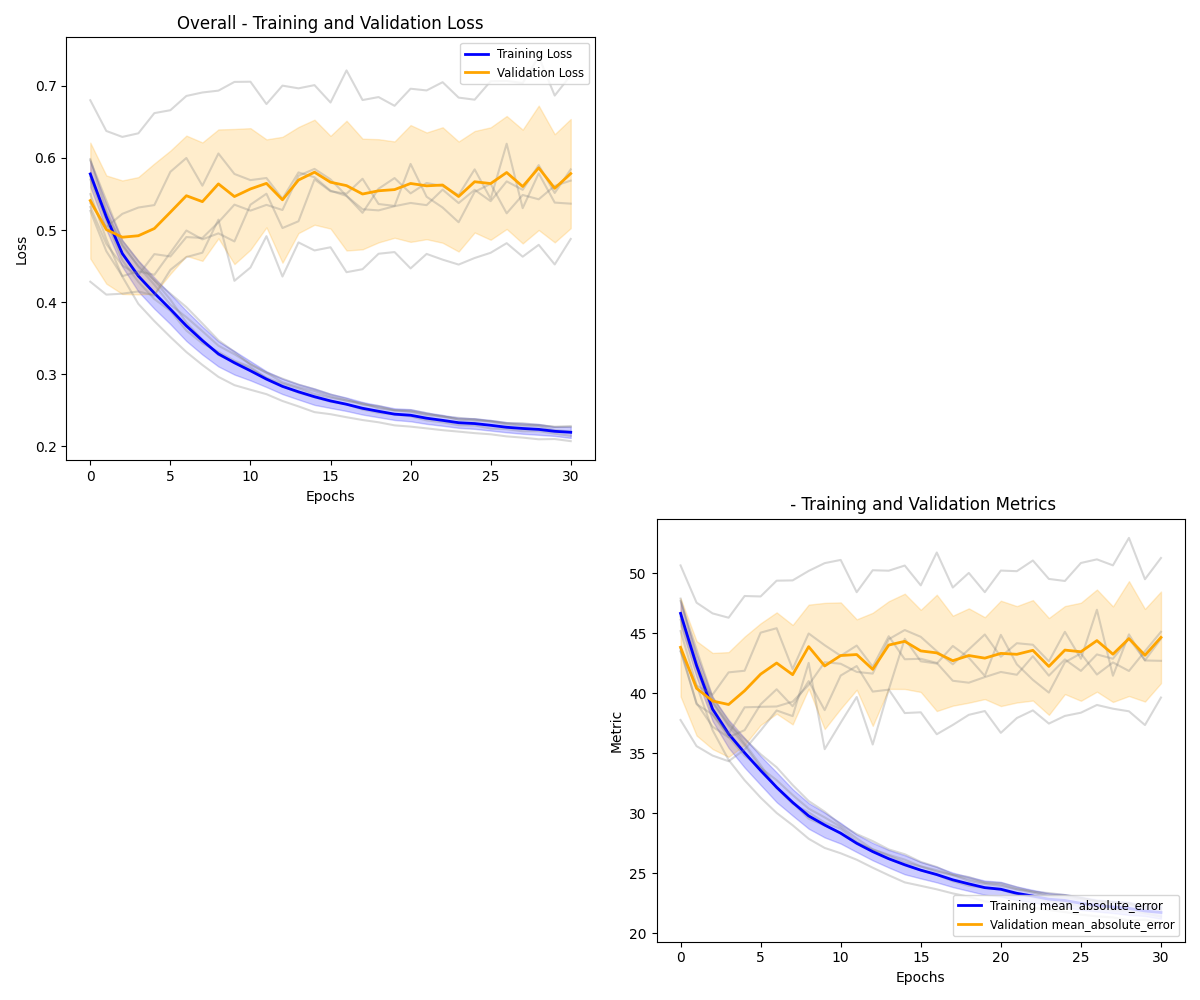 Overall - Training and Validation Loss
Training Loss
Validation Loss
Loss
0.7
0.6
0.5
0.4
0.3
0.2
0 5 10 15 20 25 30
Epochs
- Training and Validation Metrics
Metric
50
45
40
35
30
25
20
Training mean_absolute_error
Validation mean_absolute_error
0 5 10 15 20 25 30
Epochs